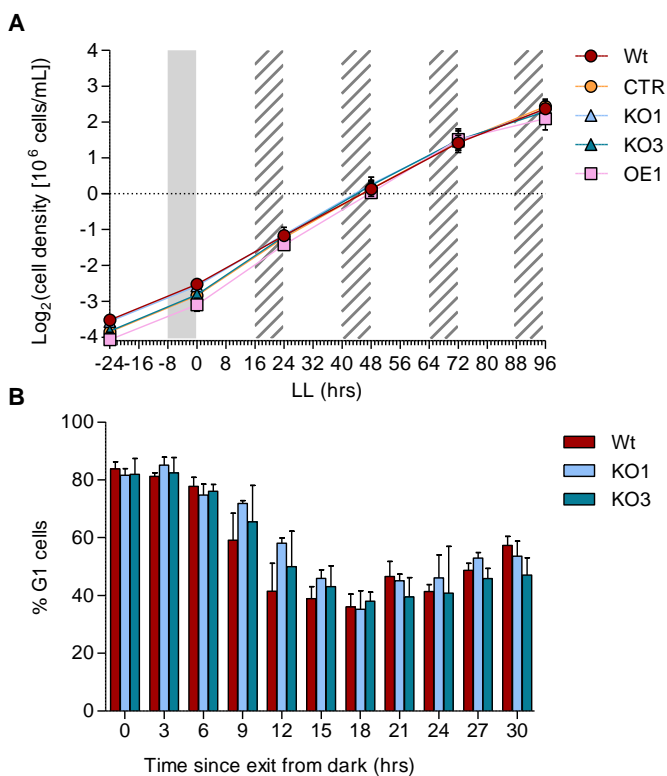 A
Log2(cell density [10^6 cells/mL])
4
3
2
1
0
-1
-2
-3
-4
-24 -16 -8 0 8 16 24 32 40 48 56 64 72 80 88 96
LL (hrs)
Wt
CTR
KO1
KO3
OE1
B
% G1 cells
100
80
60
40
20
0
0 3 6 9 12 15 18 21 24 27 30
Time since exit from dark (hrs)
Wt
KO1
KO3